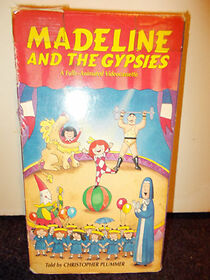 MADELINE
AND THE GYPSIES
A Fully-Animated Videocassette
Told by CHRISTOPHER PLUMMER